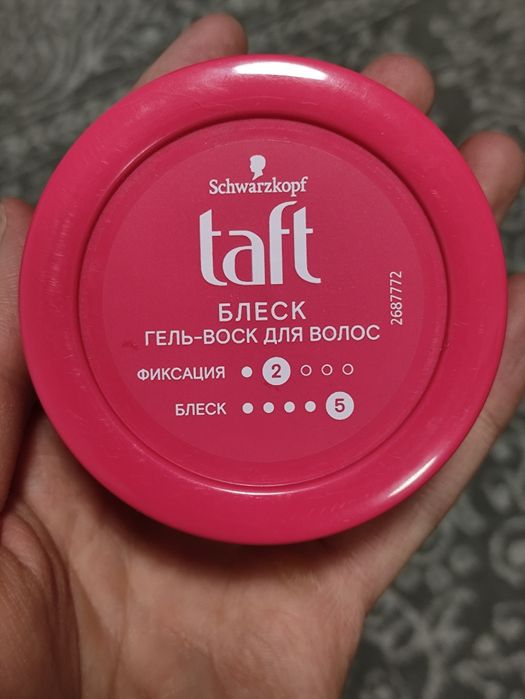 Schwarzkopf
taft
БЛЕСК
ГЕЛЬ-ВОСК ДЛЯ ВОЛОС
ФИКСАЦИЯ 2
БЛЕСК 5
2687772